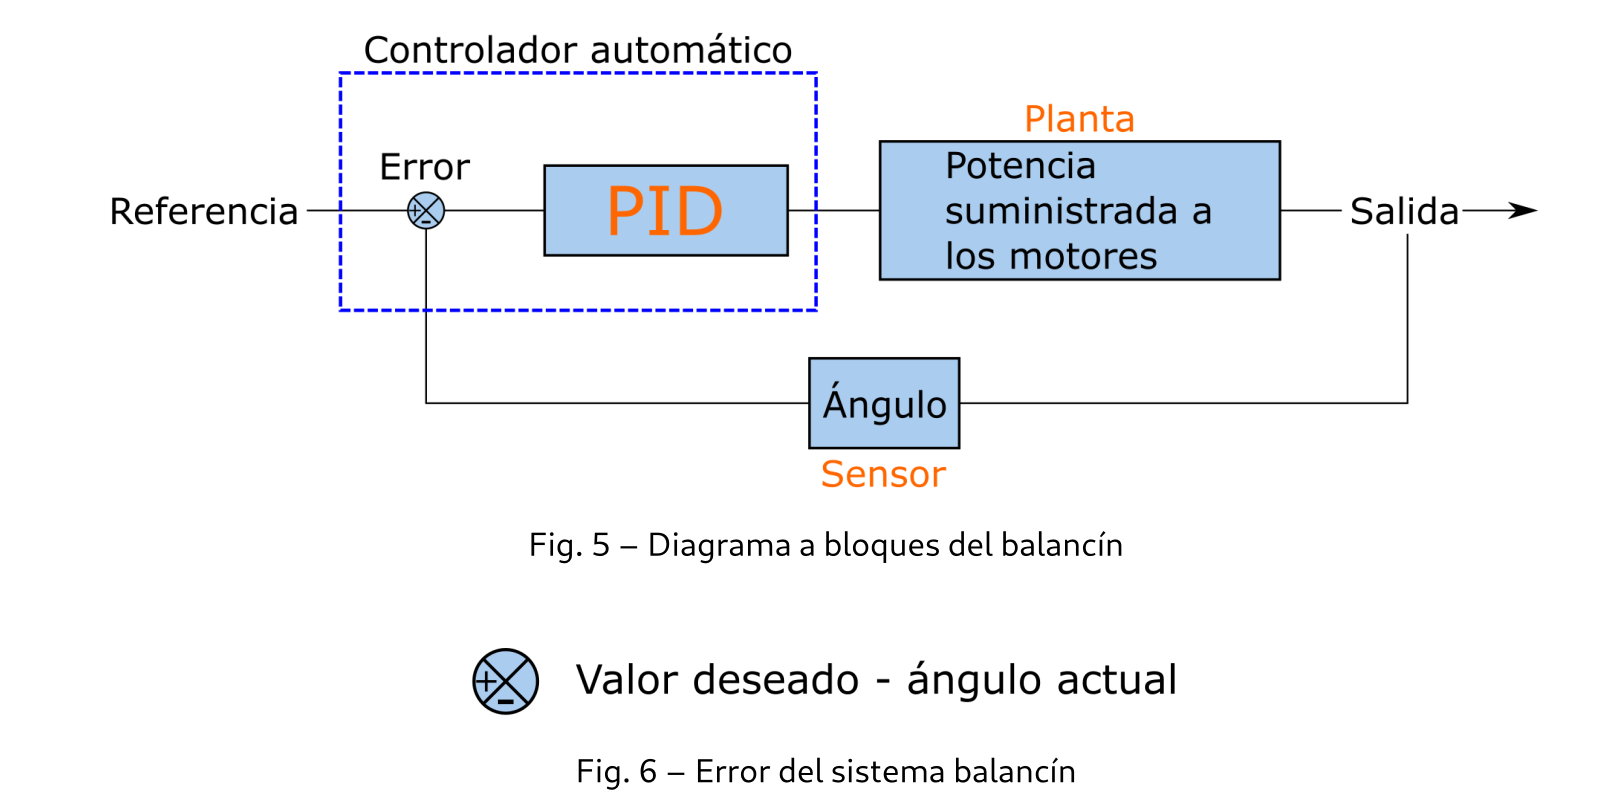 Controlador automático
Planta
Error
Potencia
suministrada a
los motores
Referencia
+
-
PID
Salida
Ángulo
Sensor
Fig. 5 – Diagrama a bloques del balancín
+
-
Valor deseado - ángulo actual
Fig. 6 – Error del sistema balancín